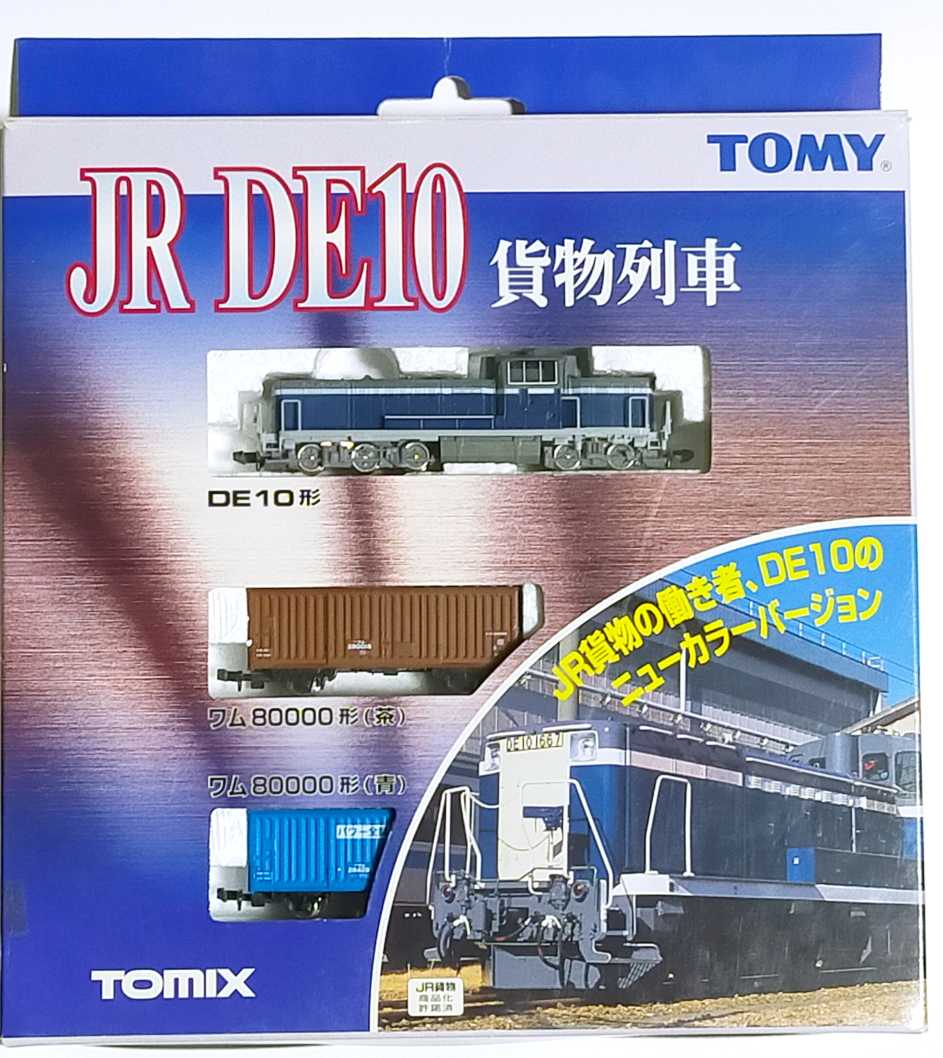 TOMY®
JR DE10 貨物列車
DE10形
JR貨物の働き者、DE10の
ニューカラーバージョン
ワム80000形(茶)
DE101667
ワム80000形(青)
TOMIX
JR貨物
商品化
許諾済